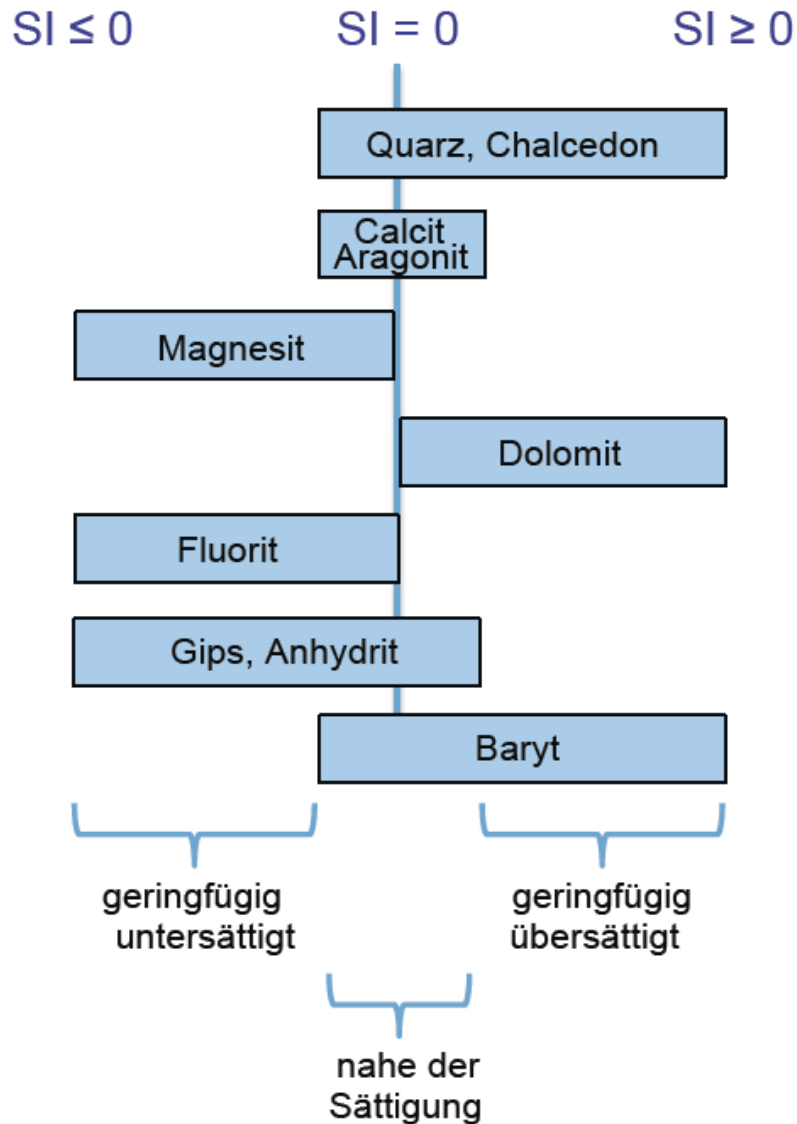 SI ≤ 0
SI = 0
SI ≥ 0
Quarz, Chalcedon
Calcit
Aragonit
Magnesit
Dolomit
Fluorit
Gips, Anhydrit
Baryt
geringfügig
untersättigt
geringfügig
übersättigt
nahe der
Sättigung